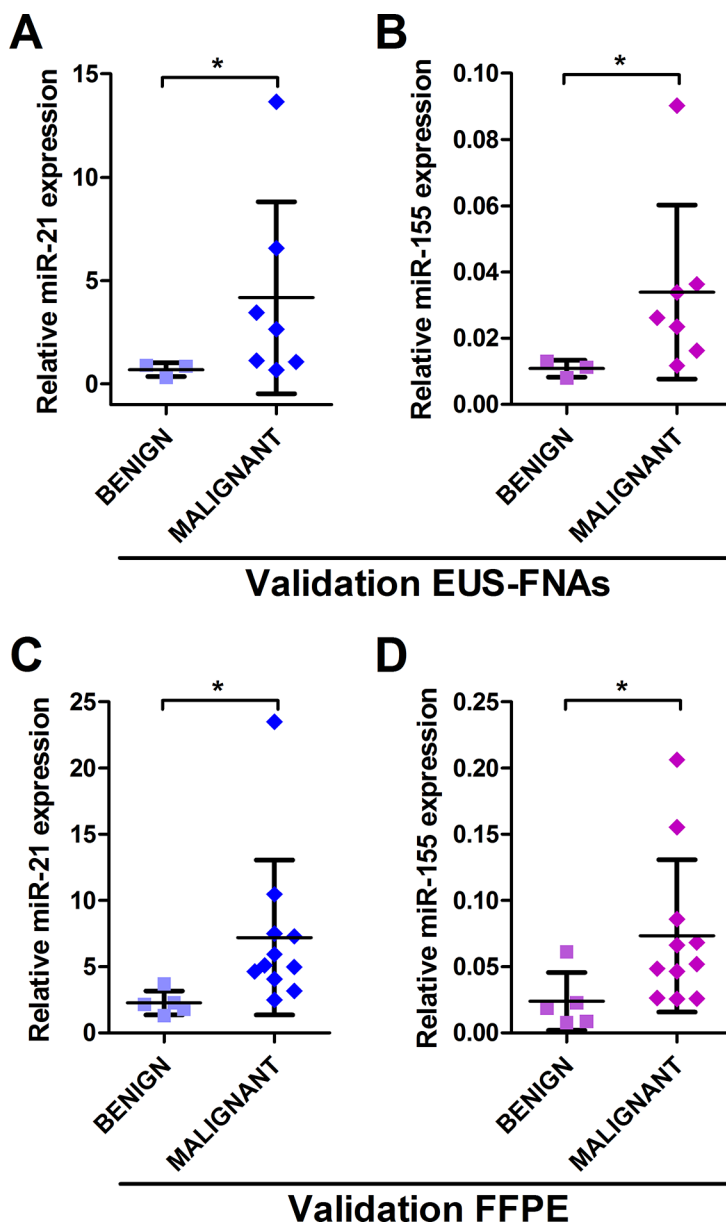 A
Relative miR-21 expression
15
10
5
0
*
BENIGN
MALIGNANT
B
Relative miR-155 expression
0.10
0.08
0.06
0.04
0.02
0.00
*
BENIGN
MALIGNANT
Validation EUS-FNAs
C
Relative miR-21 expression
25
20
15
10
5
0
*
BENIGN
MALIGNANT
D
Relative miR-155 expression
0.25
0.20
0.15
0.10
0.05
0.00
*
BENIGN
MALIGNANT
Validation FFPE